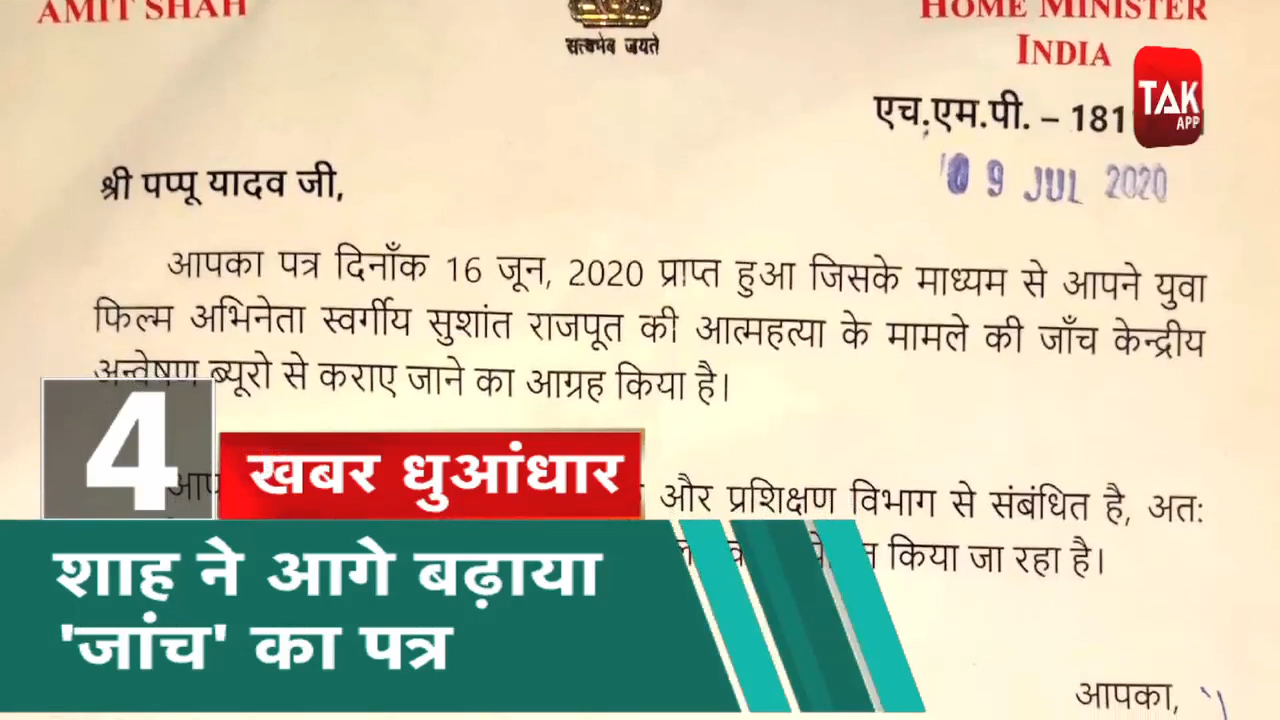 AMIT SHAH
HOME MINISTER
INDIA
सत्यमेव जयते
TAK
APP
एच.एम.पी. – 181
09 JUL 2020
श्री पप्पू यादव जी,
आपका पत्र दिनाँक 16 जून, 2020 प्राप्त हुआ जिसके माध्यम से आपने युवा
फिल्म अभिनेता स्वर्गीय सुशांत राजपूत की आत्महत्या के मामले की जाँच केन्द्रीय
अन्वेषण ब्यूरो से कराए जाने का आग्रह किया है।
4
खबर धुआंधार
और प्रशिक्षण विभाग से संबंधित है, अतः
किया जा रहा है।
शाह ने आगे बढ़ाया
'जांच' का पत्र
आपका,